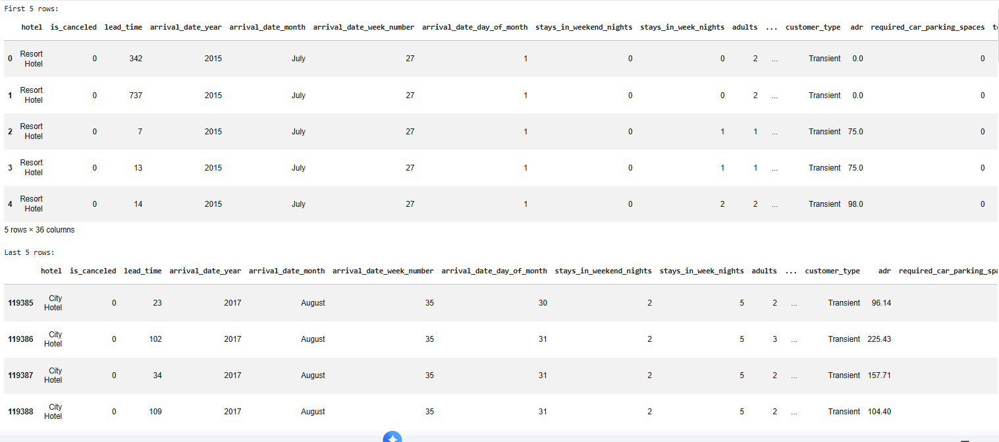 First 5 rows:
hotel is_canceled lead_time arrival_date_year arrival_date_month arrival_date_week_number arrival_date_day_of_month stays_in_weekend_nights stays_in_week_nights adults ... customer_type adr required_car_parking_spaces
0 Resort Hotel 0 342 2015 July 27 1 0 0 2 ... Transient 0.0 0
1 Resort Hotel 0 737 2015 July 27 1 0 0 2 ... Transient 0.0 0
2 Resort Hotel 0 7 2015 July 27 1 0 1 1 ... Transient 75.0 0
3 Resort Hotel 0 13 2015 July 27 1 0 1 1 ... Transient 75.0 0
4 Resort Hotel 0 14 2015 July 27 1 0 2 2 ... Transient 98.0 0
5 rows × 36 columns
Last 5 rows:
hotel is_canceled lead_time arrival_date_year arrival_date_month arrival_date_week_number arrival_date_day_of_month stays_in_weekend_nights stays_in_week_nights adults ... customer_type adr required_car_parking_spa
119385 City Hotel 0 23 2017 August 35 30 2 5 2 ... Transient 96.14
119386 City Hotel 0 102 2017 August 35 31 2 5 3 ... Transient 225.43
119387 City Hotel 0 34 2017 August 35 31 2 5 2 ... Transient 157.71
119388 City Hotel 0 109 2017 August 35 31 2 5 2 ... Transient 104.40